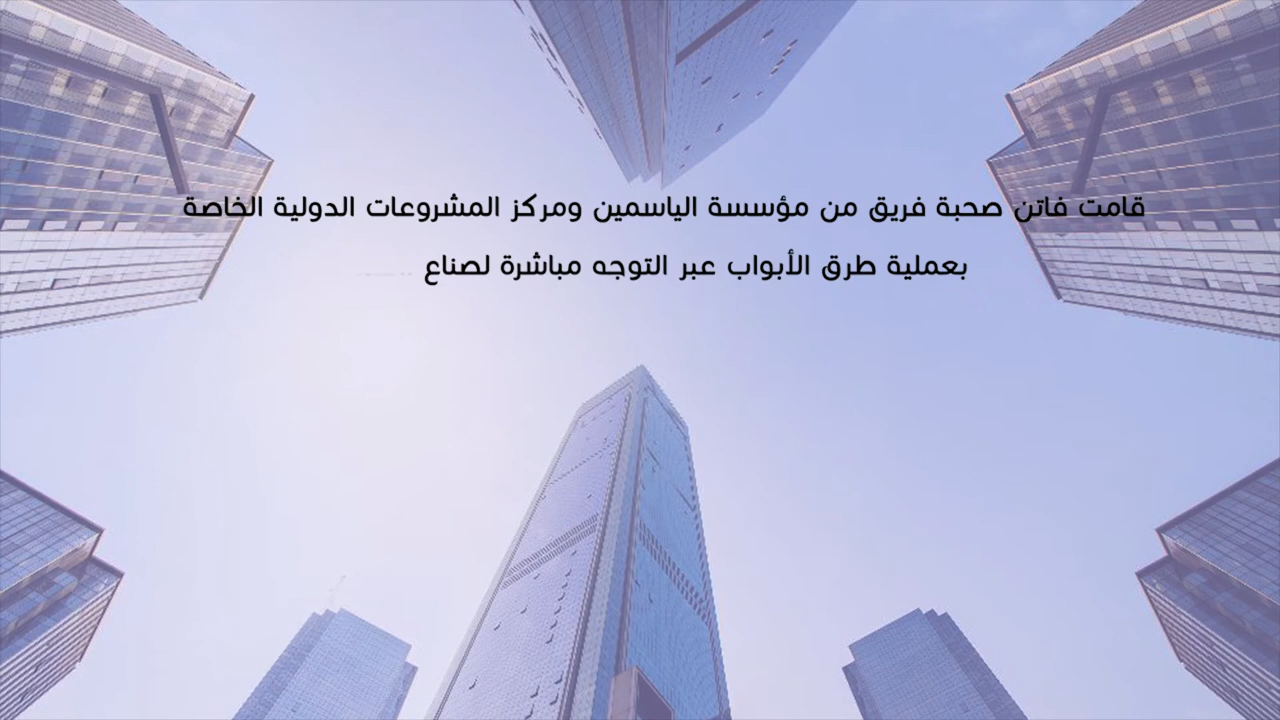 قامت فاتن صحبة فريق من مؤسسة الياسمين ومركز المشروعات الدولية الخاصة
بعملية طرق الأبواب عبر التوجه مباشرة لصناع